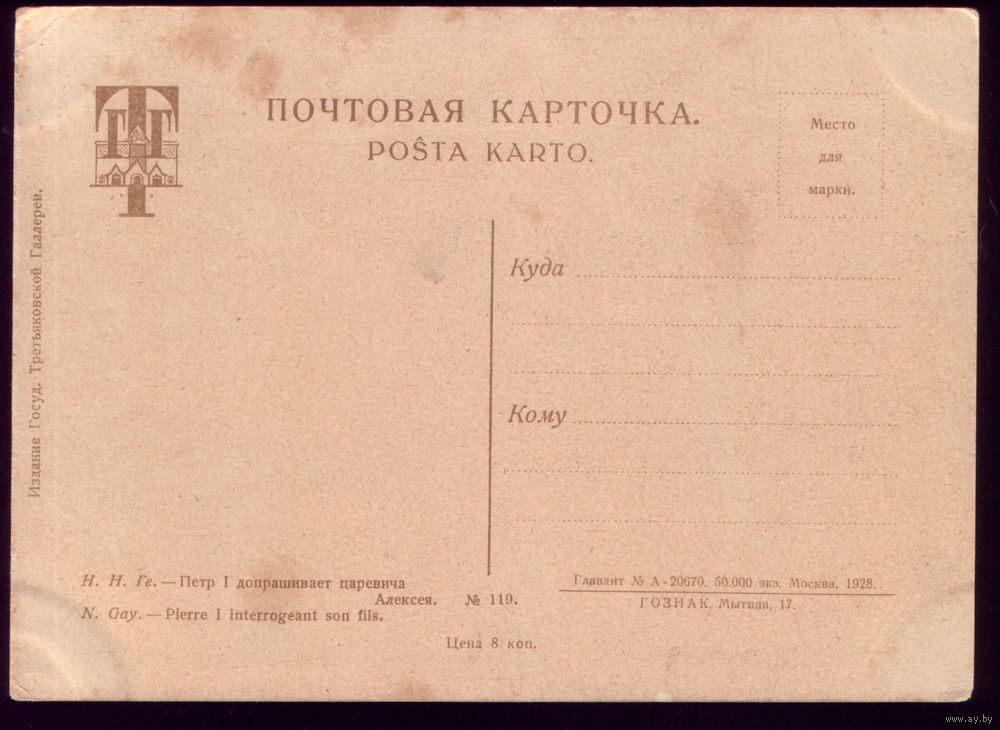 ПОЧТОВАЯ КАРТОЧКА.
POŜTA KARTO.
Место
для
марки.
ГТГ
Издание Госуд. Третьяковской Галлереи.
Куда
Кому
Н. Н. Ге. — Петр I допрашивает царевича
Алексея. № 119.
N. Gay. — Pierre I interrogeant son fils.
Главлит № А-20670. 50.000 экз. Москва, 1928.
ГОЗНАК. Мытная, 17.
Цена 8 коп.
www.ay.by